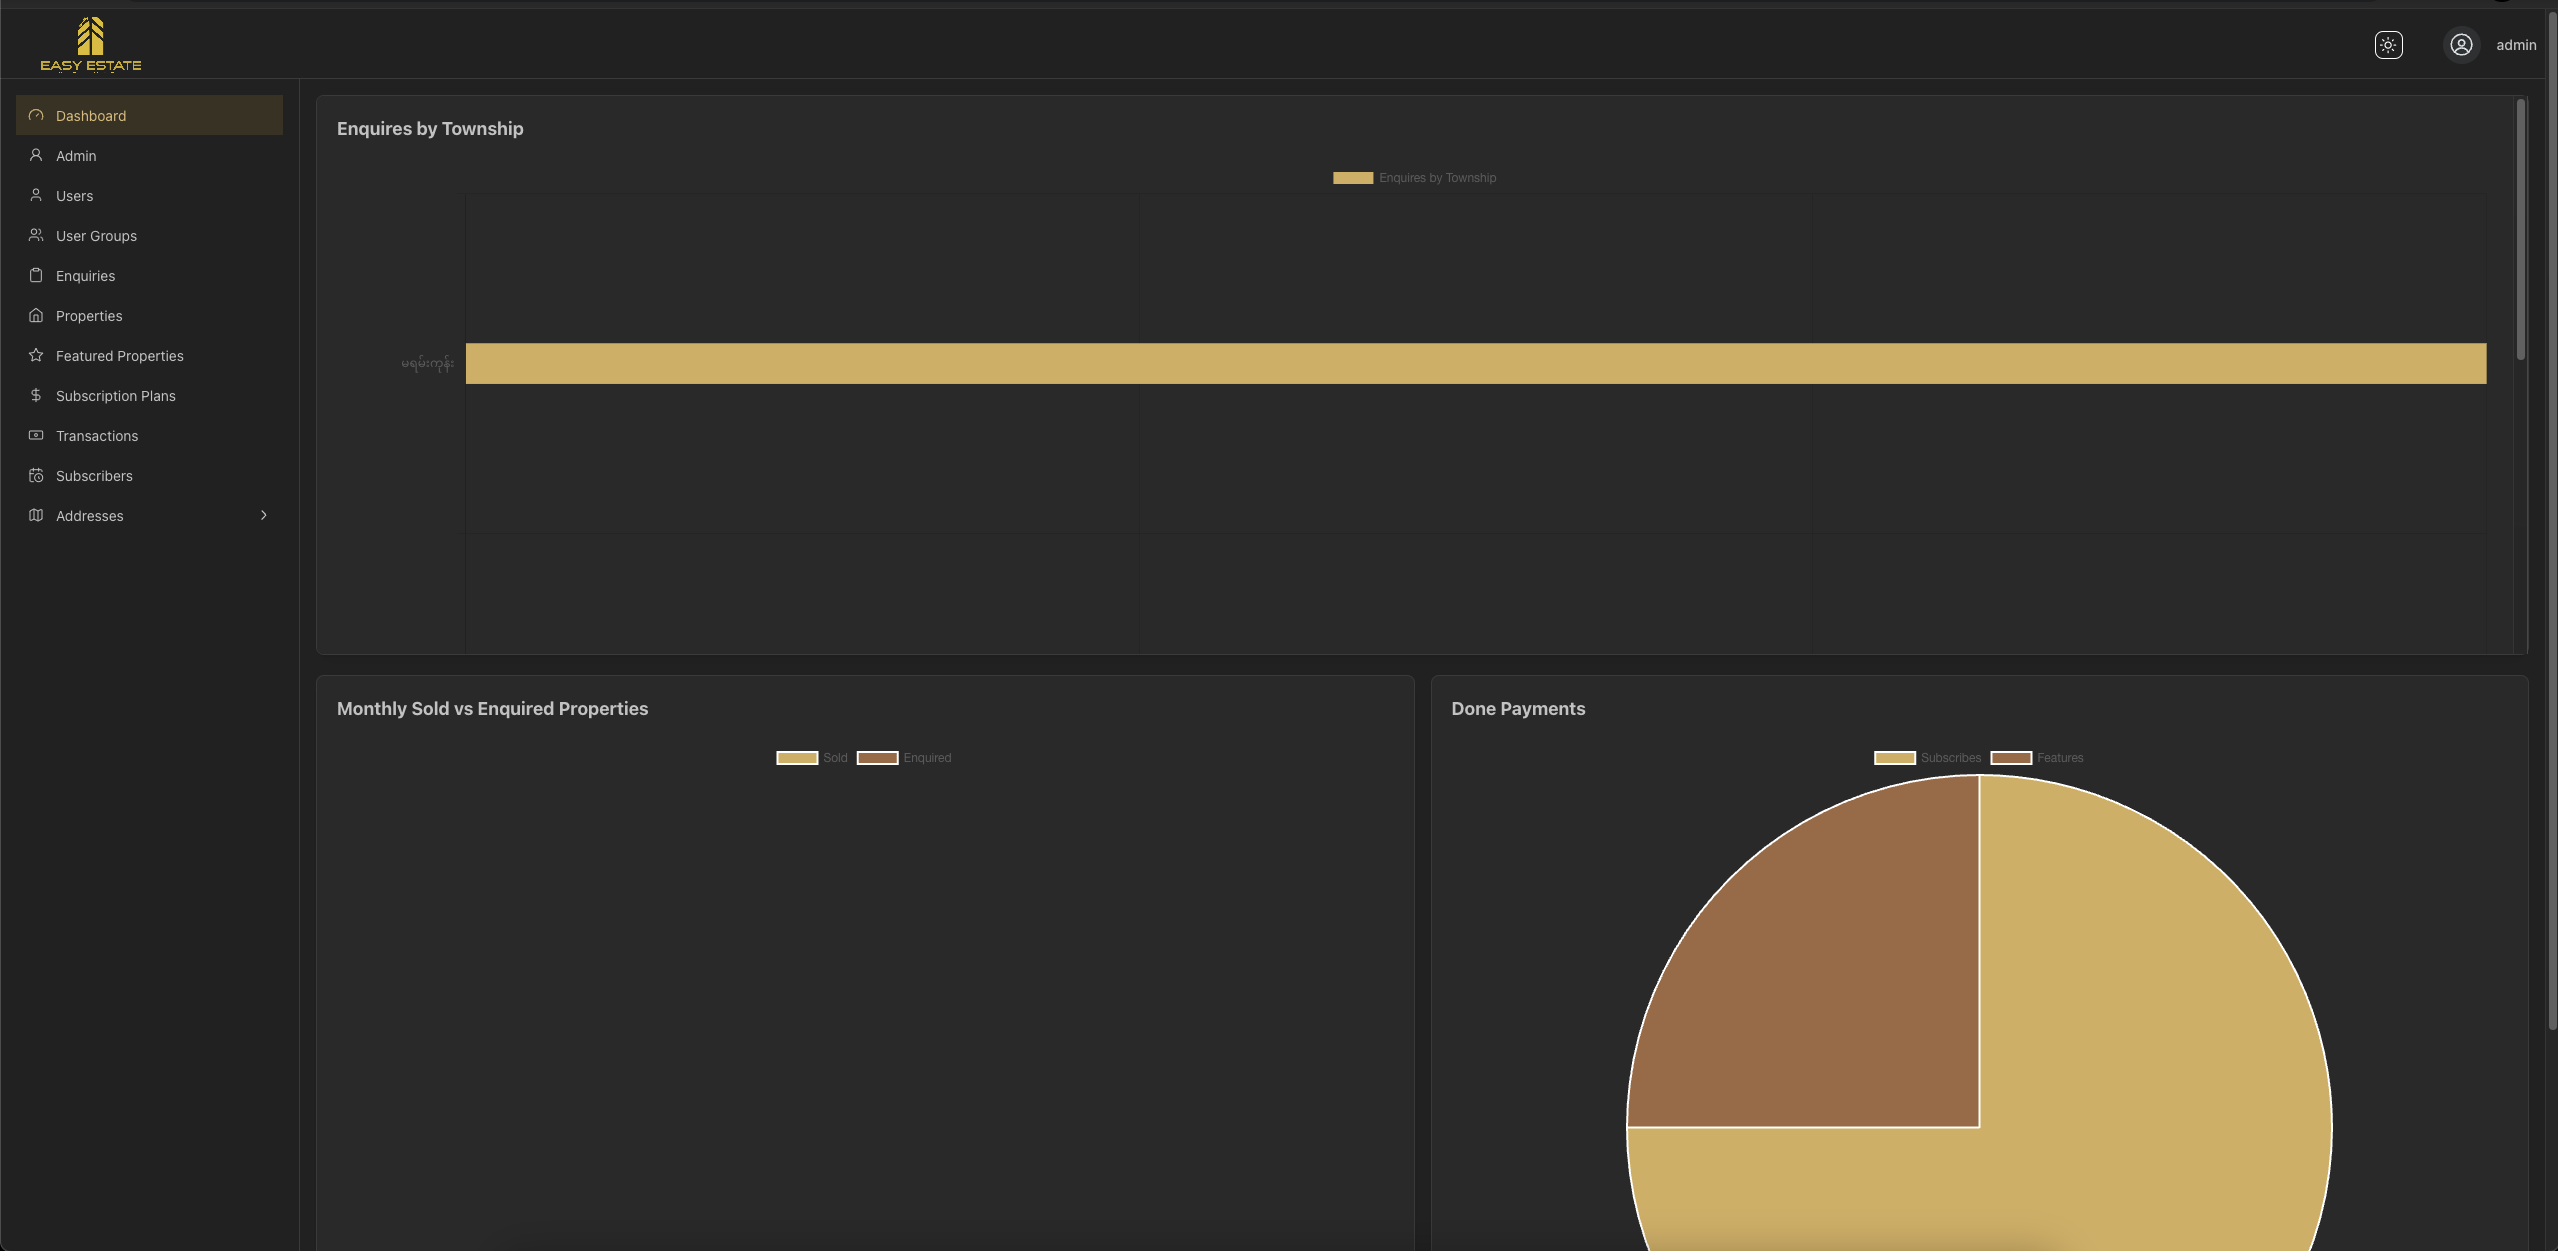 EASY ESTATE
admin
Dashboard
Admin
Users
User Groups
Enquiries
Properties
Featured Properties
Subscription Plans
Transactions
Subscribers
Addresses
Enquires by Township
Enquires by Township
မရမ်းကုန်း
Monthly Sold vs Enquired Properties
Sold Enquired
Done Payments
Subscribes Features